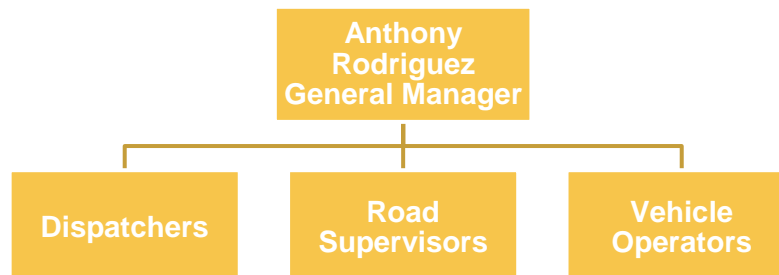 Anthony
Rodriguez
General Manager
Dispatchers
Road
Supervisors
Vehicle
Operators